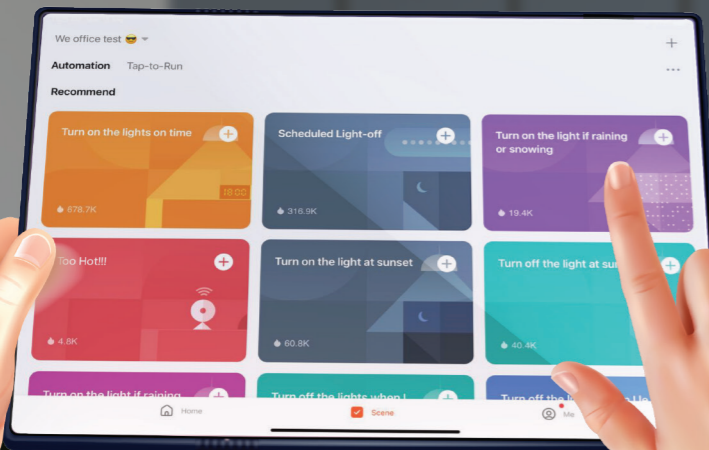 We office test
Automation Tap-to-Run
Recommend
Turn on the lights on time
18:00
678.7K
Scheduled Light-off
316.9K
Turn on the light if raining
or snowing
19.4K
Too Hot!!!
4.8K
Turn on the light at sunset
60.8K
Turn off the light at
40.4K
Turn on the light if raining
Turn off the lights when I
Turn off the
Home
Scene
Me